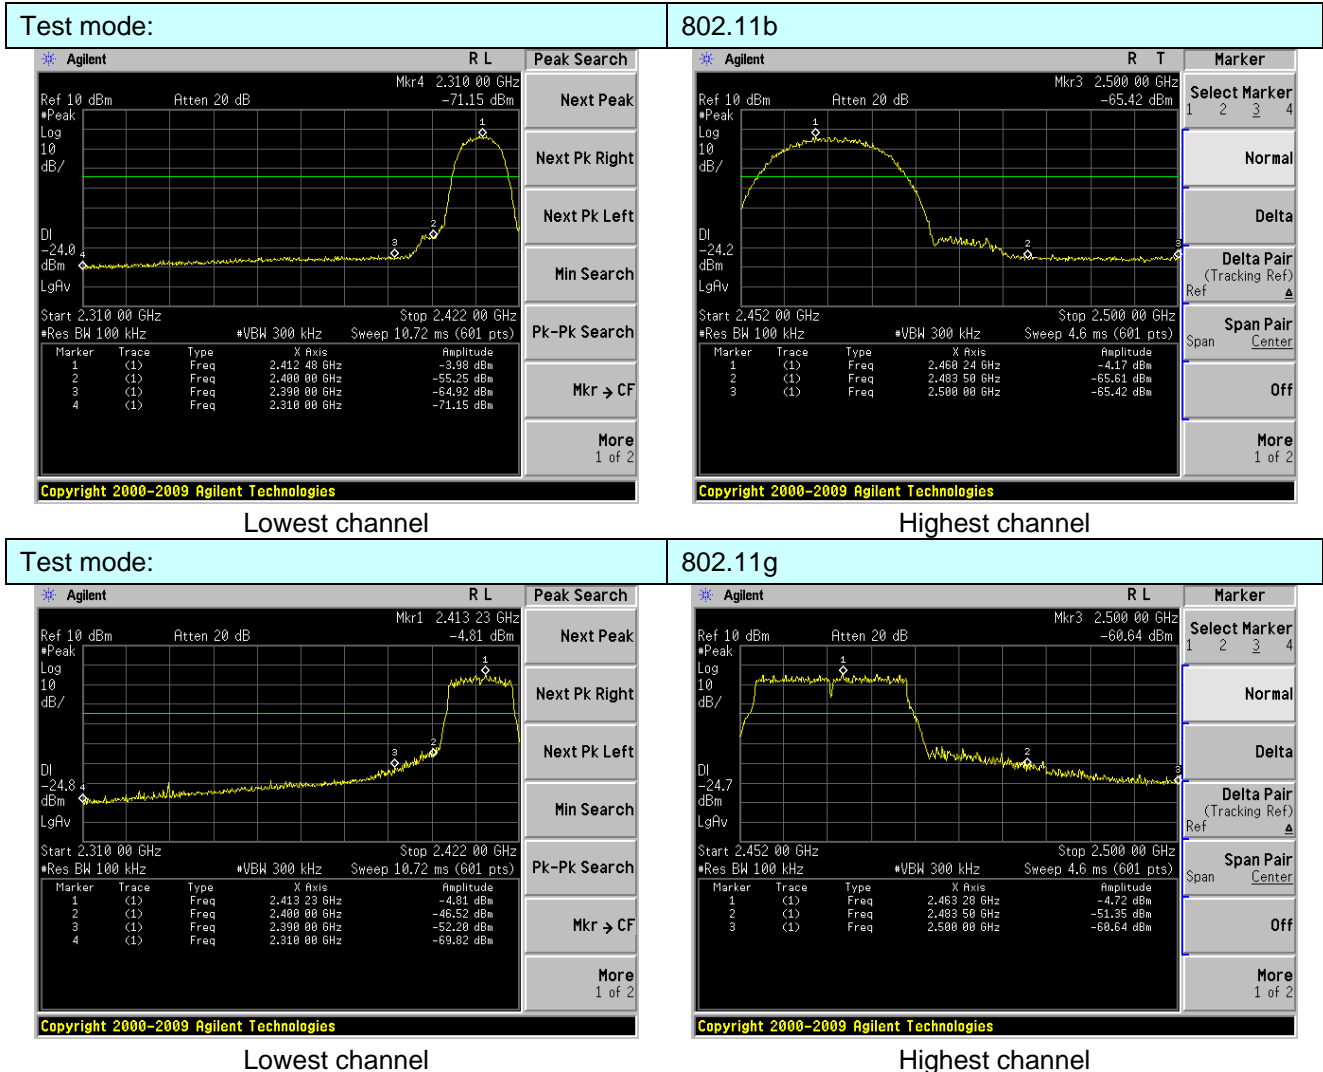 Test mode: 802.11b
Agilent R L Peak Search
Mkr4 2.310 00 GHz
Ref 10 dBm Atten 20 dB -71.15 dBm
#Peak
Log
10
dB/
1
2
3
4
DI
-24.0
dBm
LgAv
Start 2.310 00 GHz Stop 2.422 00 GHz
#Res BW 100 kHz #VBW 300 kHz Sweep 10.72 ms (601 pts)
Marker Trace Type X Axis Amplitude
1 (1) Freq 2.412 48 GHz -3.98 dBm
2 (1) Freq 2.400 00 GHz -55.25 dBm
3 (1) Freq 2.390 00 GHz -64.92 dBm
4 (1) Freq 2.310 00 GHz -71.15 dBm
Copyright 2000-2009 Agilent Technologies
Next Peak
Next Pk Right
Next Pk Left
Min Search
Pk-Pk Search
Mkr → CF
More
1 of 2
Lowest channel
Agilent R T Marker
Mkr3 2.500 00 GHz
Ref 10 dBm Atten 20 dB -65.42 dBm
#Peak
Log
10
dB/
1
2
3
DI
-24.2
dBm
LgAv
Start 2.452 00 GHz Stop 2.500 00 GHz
#Res BW 100 kHz #VBW 300 kHz Sweep 4.6 ms (601 pts)
Marker Trace Type X Axis Amplitude
1 (1) Freq 2.460 24 GHz -4.17 dBm
2 (1) Freq 2.483 50 GHz -65.61 dBm
3 (1) Freq 2.500 00 GHz -65.42 dBm
Copyright 2000-2009 Agilent Technologies
Select Marker
1 2 3 4
Normal
Delta
Delta Pair
(Tracking Ref)
Ref Δ
Span Pair
Span Center
Off
More
1 of 2
Highest channel
Test mode: 802.11g
Agilent R L Peak Search
Mkr1 2.413 23 GHz
Ref 10 dBm Atten 20 dB -4.81 dBm
#Peak
Log
10
dB/
1
2
3
4
DI
-24.8
dBm
LgAv
Start 2.310 00 GHz Stop 2.422 00 GHz
#Res BW 100 kHz #VBW 300 kHz Sweep 10.72 ms (601 pts)
Marker Trace Type X Axis Amplitude
1 (1) Freq 2.413 23 GHz -4.81 dBm
2 (1) Freq 2.400 00 GHz -46.52 dBm
3 (1) Freq 2.390 00 GHz -52.20 dBm
4 (1) Freq 2.310 00 GHz -69.82 dBm
Copyright 2000-2009 Agilent Technologies
Next Peak
Next Pk Right
Next Pk Left
Min Search
Pk-Pk Search
Mkr → CF
More
1 of 2
Lowest channel
Agilent R L Marker
Mkr3 2.500 00 GHz
Ref 10 dBm Atten 20 dB -60.64 dBm
#Peak
Log
10
dB/
1
2
3
DI
-24.7
dBm
LgAv
Start 2.452 00 GHz Stop 2.500 00 GHz
#Res BW 100 kHz #VBW 300 kHz Sweep 4.6 ms (601 pts)
Marker Trace Type X Axis Amplitude
1 (1) Freq 2.463 28 GHz -4.72 dBm
2 (1) Freq 2.483 50 GHz -51.35 dBm
3 (1) Freq 2.500 00 GHz -60.64 dBm
Copyright 2000-2009 Agilent Technologies
Select Marker
1 2 3 4
Normal
Delta
Delta Pair
(Tracking Ref)
Ref Δ
Span Pair
Span Center
Off
More
1 of 2
Highest channel